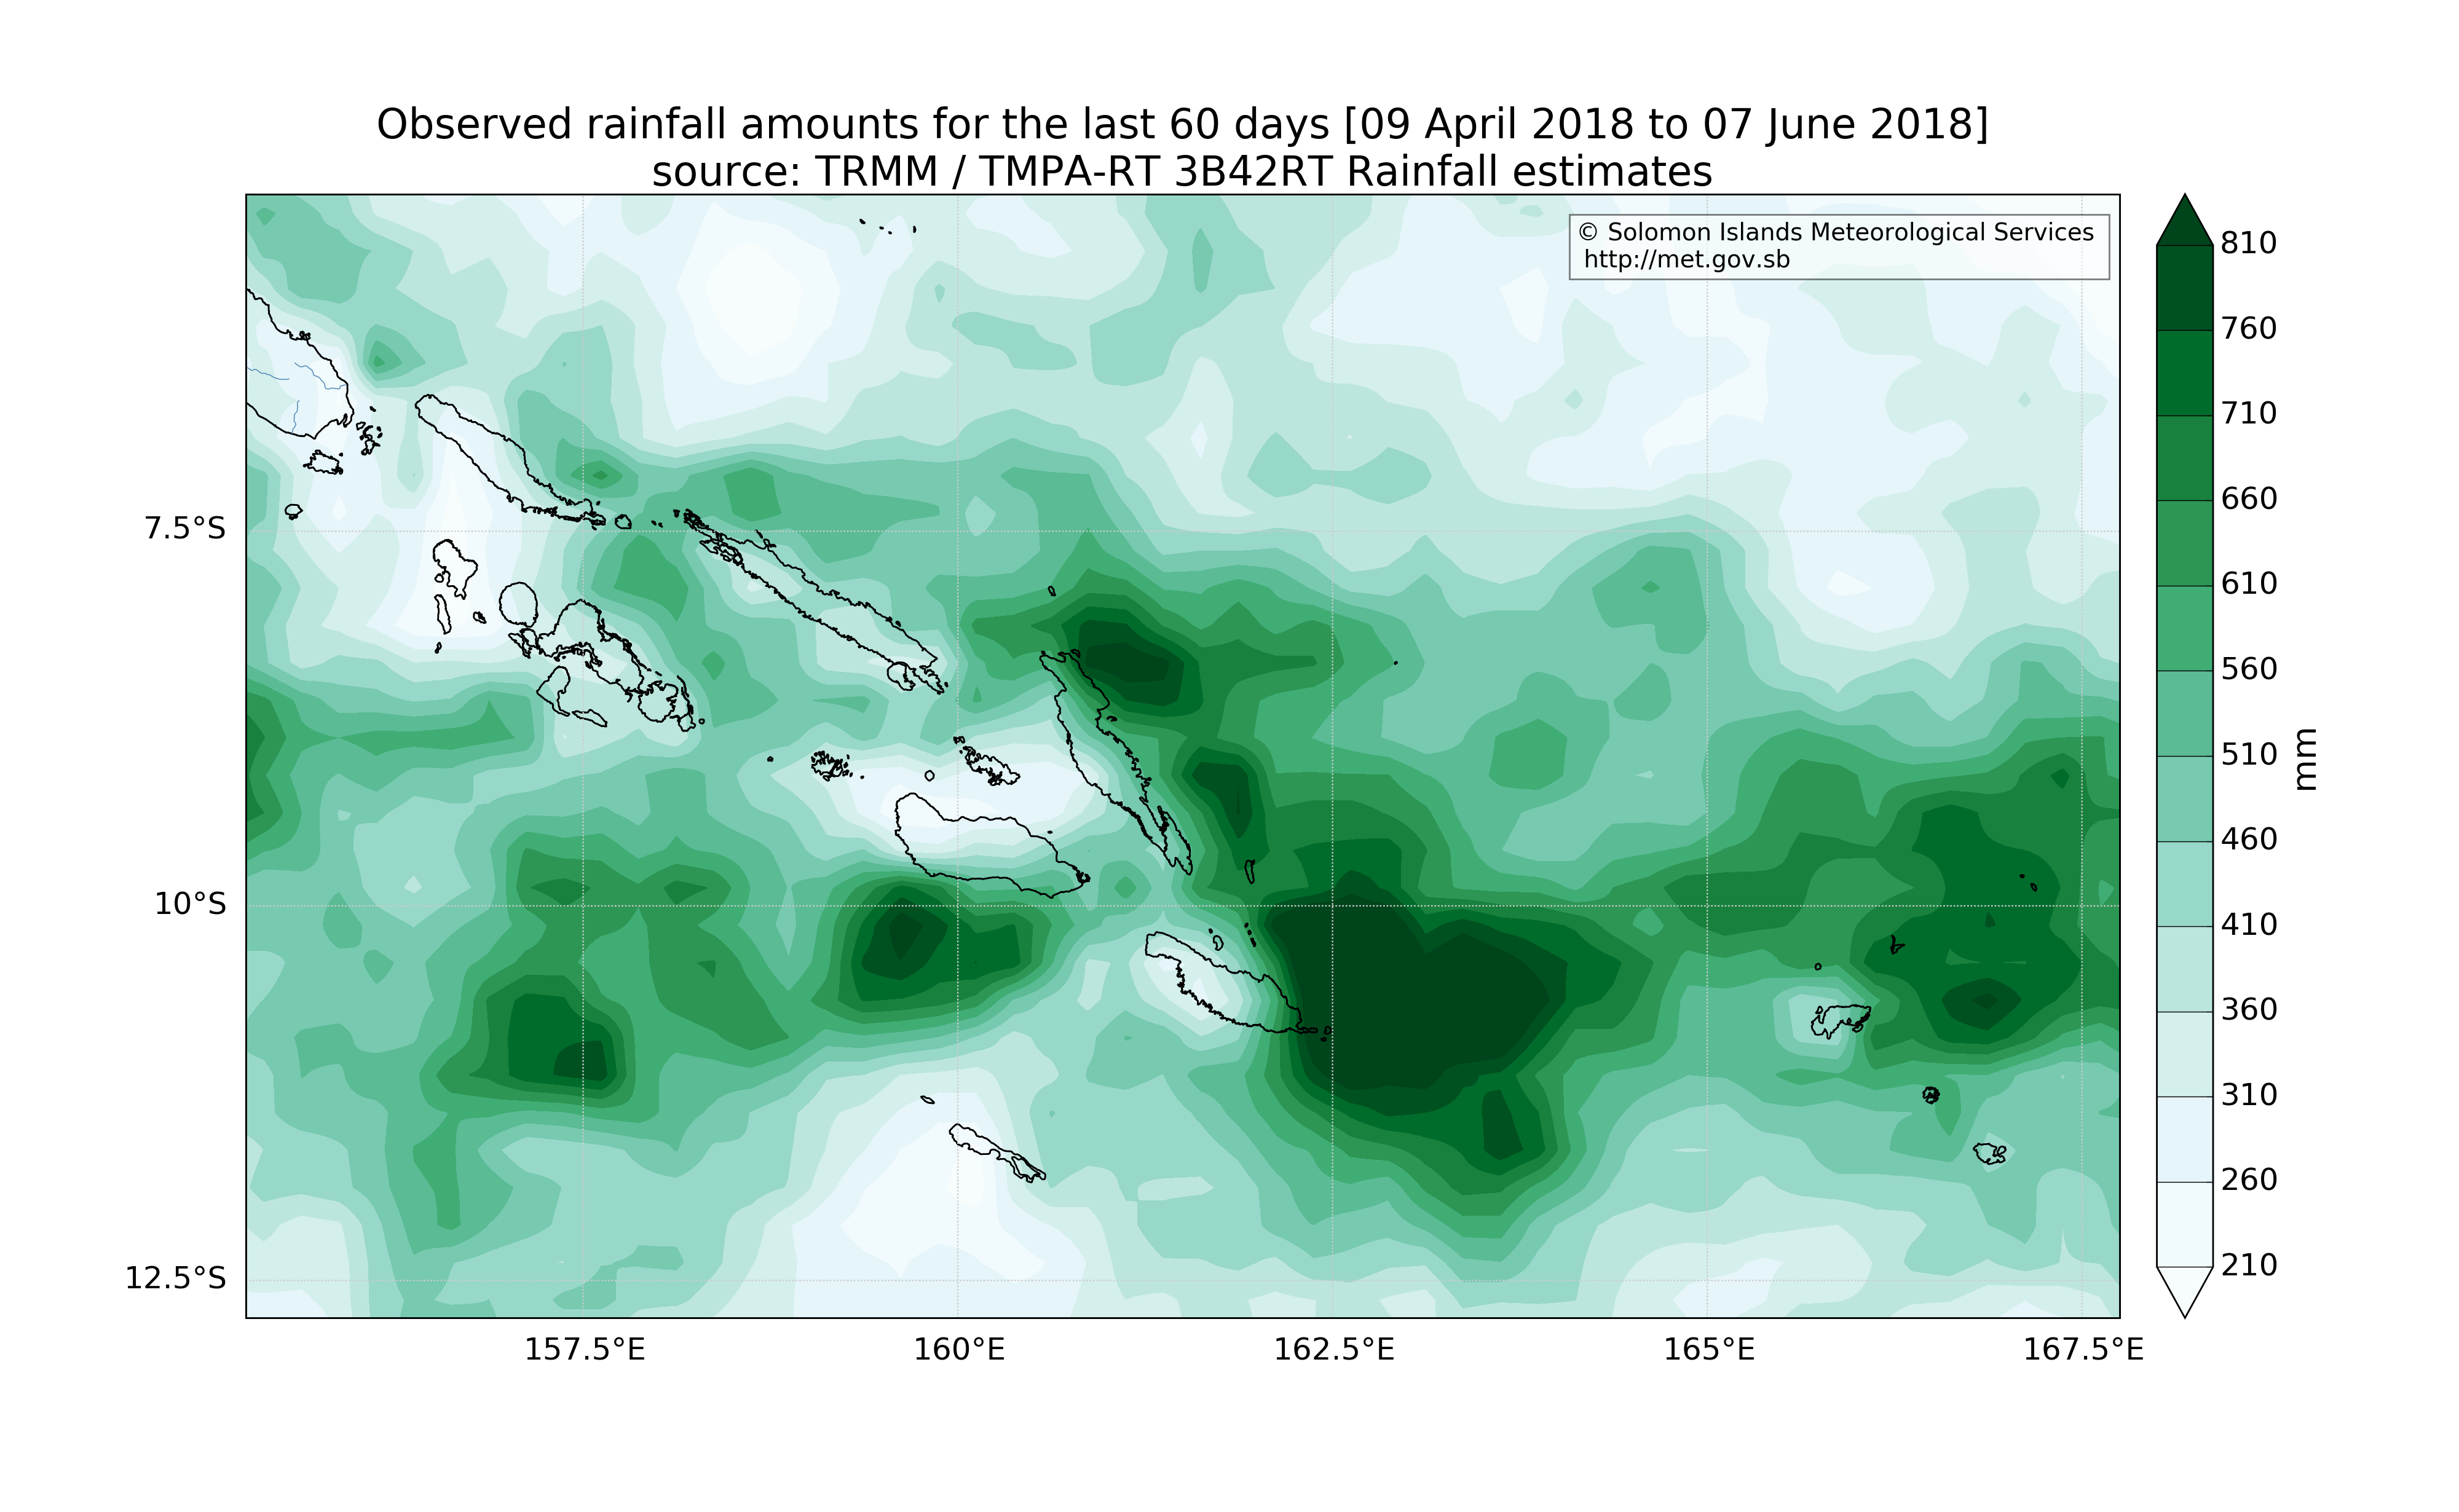 Observed rainfall amounts for the last 60 days [09 April 2018 to 07 June 2018]
source: TRMM / TMPA-RT 3B42RT Rainfall estimates
© Solomon Islands Meteorological Services
http://met.gov.sb
7.5°S
10°S
12.5°S
157.5°E
160°E
162.5°E
165°E
167.5°E
810
760
710
660
610
560
510
460
410
360
310
260
210
mm